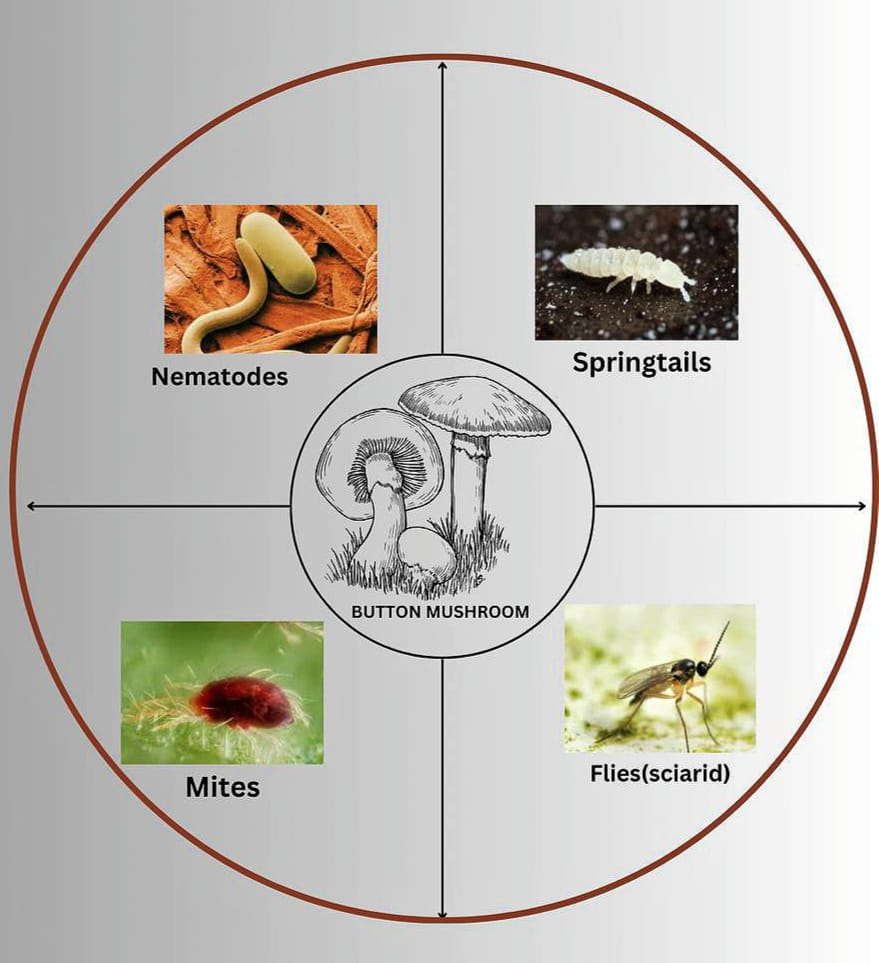 Nematodes
Springtails
BUTTON MUSHROOM
Mites
Flies(sciarid)